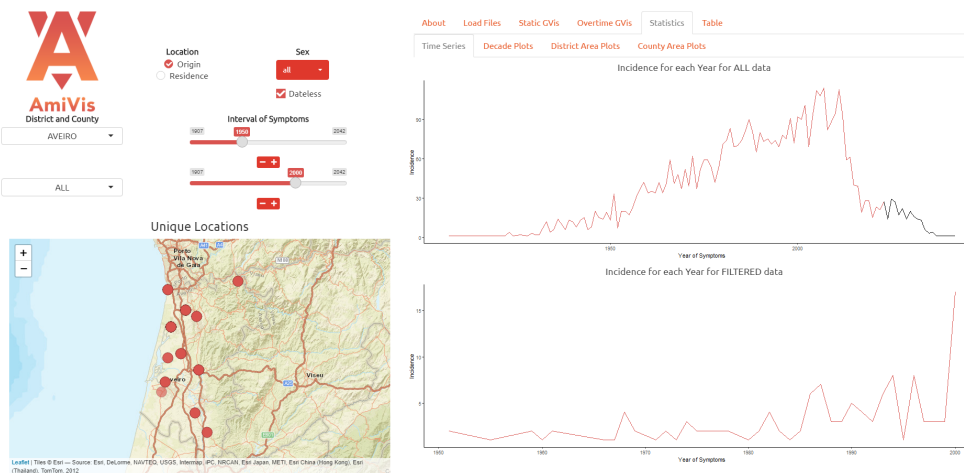 AmiVis
Location
Origin
Residence
Sex
all
Dateless
District and County
AVEIRO
ALL
Interval of Symptoms
1907 1950 2042
− +
1907 2000 2042
− +
Unique Locations
+
−
Porto
Vila Nova
de Gaia
Aveiro
Viseu
Leaflet | Tiles © Esri — Source: Esri, DeLorme, NAVTEQ, USGS, Intermap, iPC, NRCAN, Esri Japan, METI, Esri China (Hong Kong), Esri
(Thailand), TomTom, 2012
About Load Files Static GVis Overtime GVis Statistics Table
Time Series Decade Plots District Area Plots County Area Plots
Incidence for each Year for ALL data
Incidence
90
60
30
0
1950 2000
Year of Symptoms
Incidence for each Year for FILTERED data
Incidence
15
10
5
1950 1960 1970 1980 1990 2000
Year of Symptoms